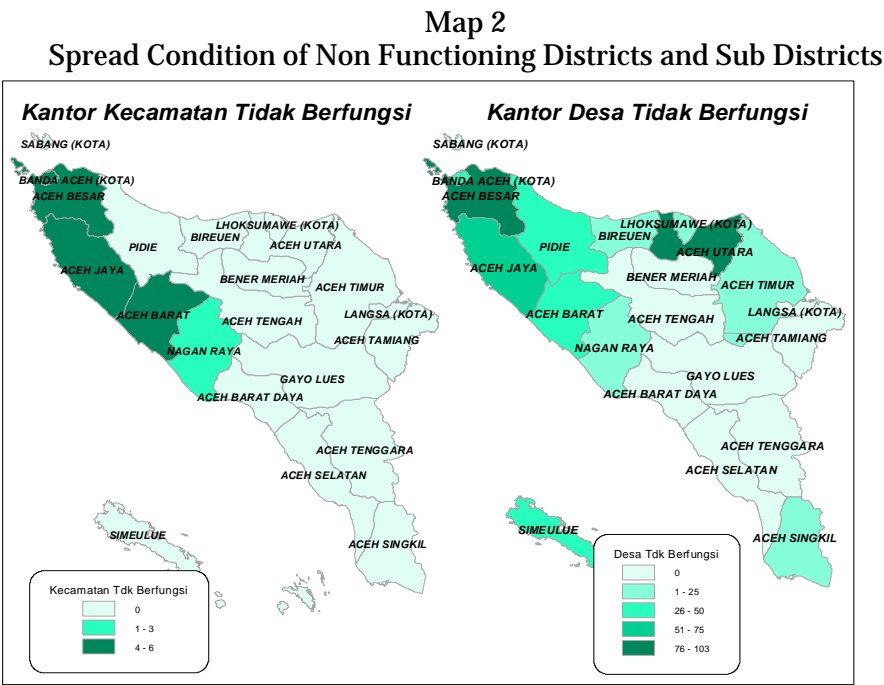 Map 2
Spread Condition of Non Functioning Districts and Sub Districts
Kantor Kecamatan Tidak Berfungsi
SABANG (KOTA)
BANDA ACEH (KOTA)
ACEH BESAR
LHOKSUMAWE (KOTA)
PIDIE
BIREUEN
ACEH UTARA
ACEH JAYA
BENER MERIAH
ACEH TIMUR
ACEH BARAT
ACEH TENGAH
LANGSA (KOTA)
ACEH TAMIANG
NAGAN RAYA
GAYO LUES
ACEH BARAT DAYA
ACEH TENGGARA
ACEH SELATAN
SIMEULUE
ACEH SINGKIL
Kecamatan Tdk Berfungsi
0
1 - 3
4 - 6
Kantor Desa Tidak Berfungsi
SABANG (KOTA)
BANDA ACEH (KOTA)
ACEH BESAR
LHOKSUMAWE (KOTA)
PIDIE
BIREUEN
ACEH UTARA
ACEH JAYA
BENER MERIAH
ACEH TIMUR
ACEH BARAT
ACEH TENGAH
LANGSA (KOTA)
ACEH TAMIANG
NAGAN RAYA
GAYO LUES
ACEH BARAT DAYA
ACEH TENGGARA
ACEH SELATAN
SIMEULUE
ACEH SINGKIL
Desa Tdk Berfungsi
0
1 - 25
26 - 50
51 - 75
76 - 103